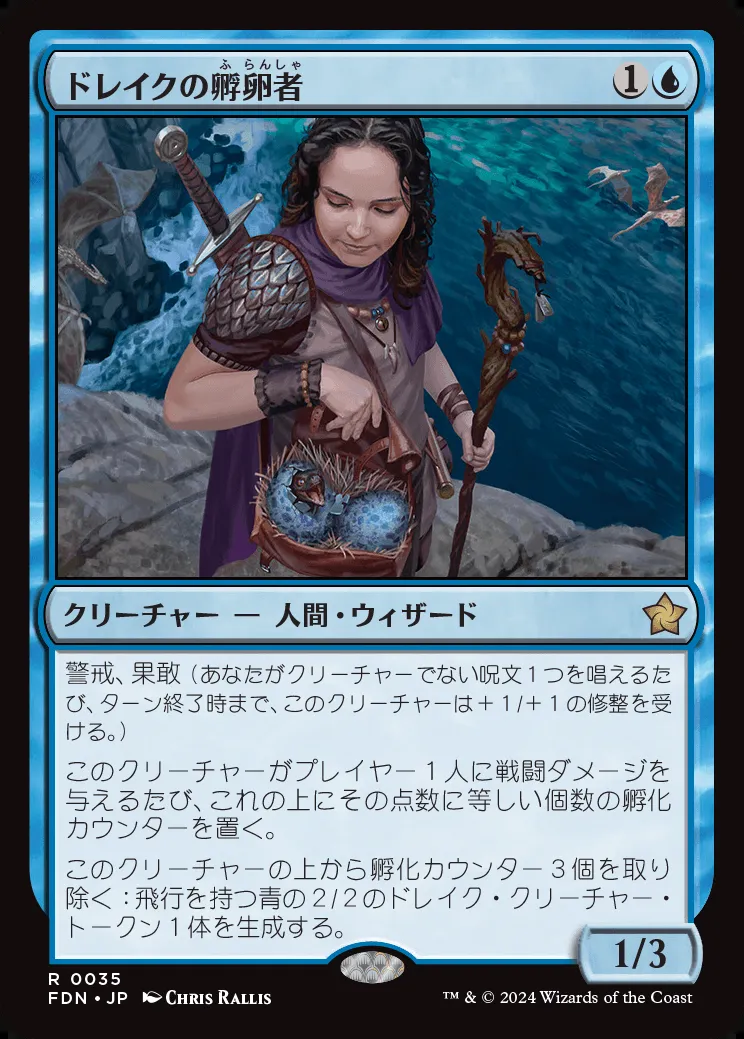 ふ らんしゃ
ドレイクの孵卵者 1
クリーチャー — 人間・ウィザード
警戒、果敢（あなたがクリーチャーでない呪文１つを唱えるた
び、ターン終了時まで、このクリーチャーは＋１/＋１の修整を受
ける。）
このクリーチャーがプレイヤー１人に戦闘ダメージを
与えるたび、これの上にその点数に等しい個数の孵化
カウンターを置く。
このクリーチャーの上から孵化カウンター３個を取り
除く：飛行を持つ青の２/２のドレイク・クリーチャー・
トークン１体を生成する。
1/3
R 0035
FDN • JP Chris Rallis
™ & © 2024 Wizards of the Coast